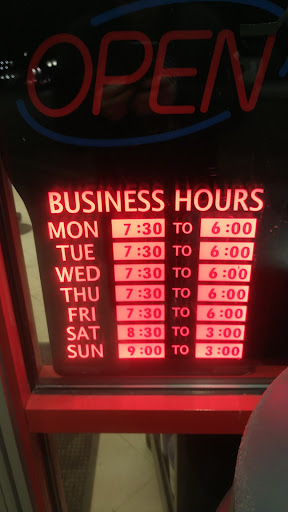 OPEN
BUSINESS HOURS
MON 7:30 TO 6:00
TUE 7:30 TO 6:00
WED 7:30 TO 6:00
THU 7:30 TO 6:00
FRI 7:30 TO 6:00
SAT 8:30 TO 3:00
SUN 9:00 TO 3:00